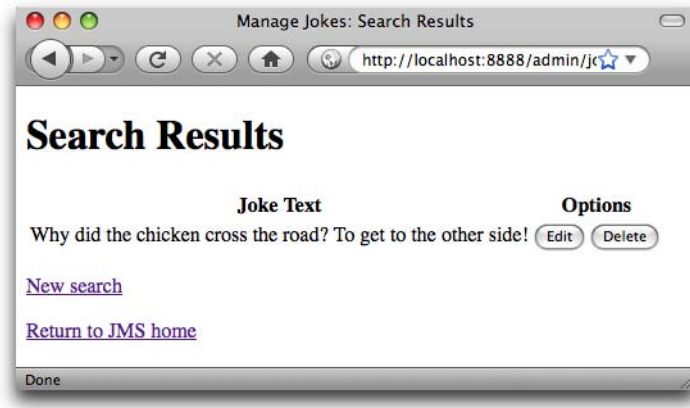 Manage Jokes: Search Results
http://localhost:8888/admin/jc
Search Results
Joke Text Options
Why did the chicken cross the road? To get to the other side! Edit Delete
New search
Return to JMS home
Done